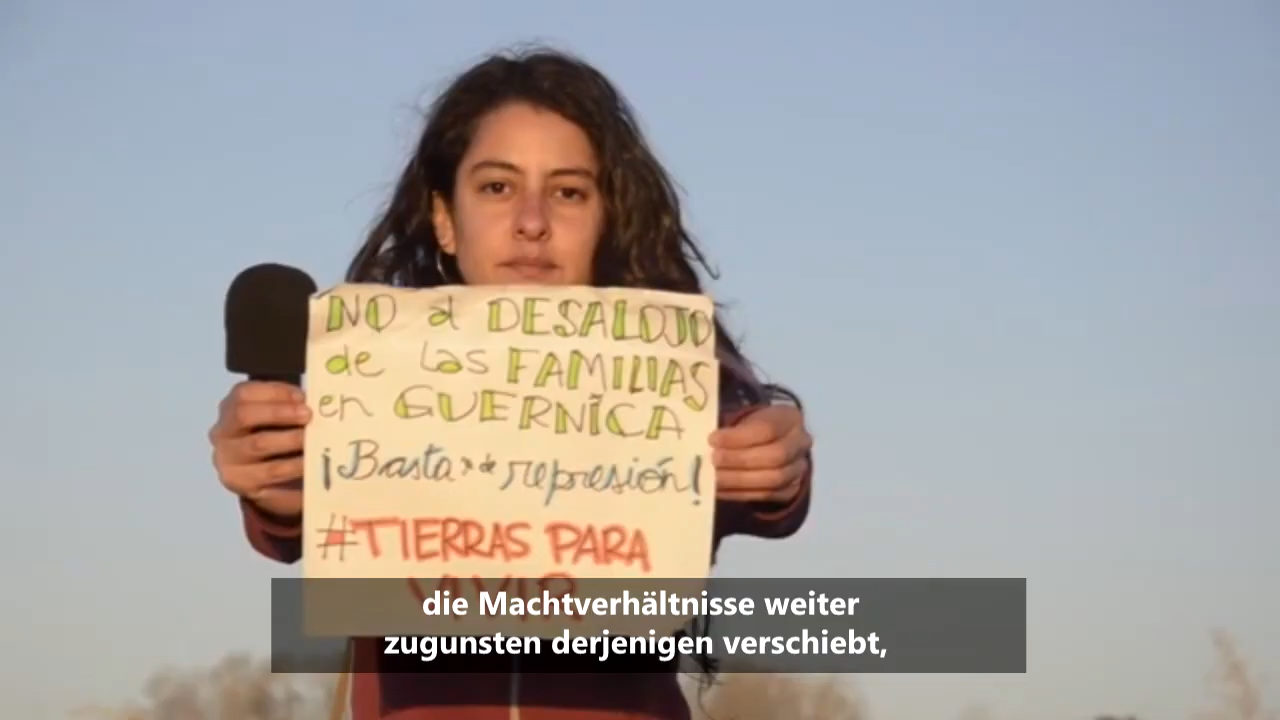 NO al DESALOJO
de las FAMILIAS
en GUERNICA
¡Basta de represión!
#TIERRAS PARA
VIVIR
die Machtverhältnisse weiter
zugunsten derjenigen verschiebt,